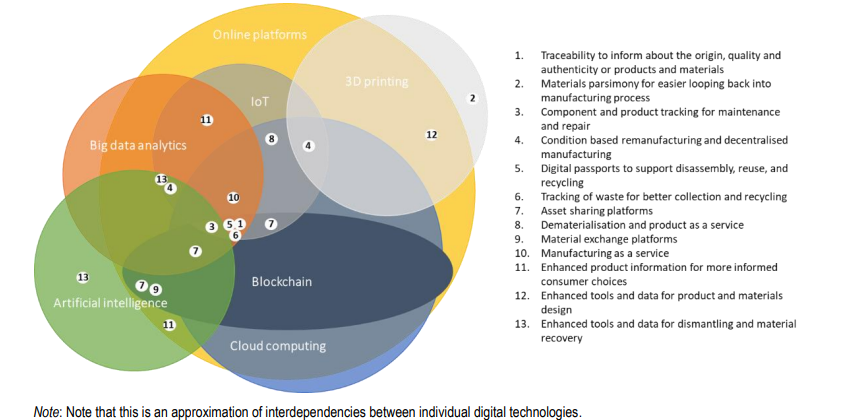 Online platforms
3D printing
IoT
2
11
12
8
Big data analytics
4
13
4
10
3
5
1
7
6
7
13
Blockchain
7
9
Artificial intelligence
11
Cloud computing
1. Traceability to inform about the origin, quality and
authenticity or products and materials
2. Materials parsimony for easier looping back into
manufacturing process
3. Component and product tracking for maintenance
and repair
4. Condition based remanufacturing and decentralised
manufacturing
5. Digital passports to support disassembly, reuse, and
recycling
6. Tracking of waste for better collection and recycling
7. Asset sharing platforms
8. Dematerialisation and product as a service
9. Material exchange platforms
10. Manufacturing as a service
11. Enhanced product information for more informed
consumer choices
12. Enhanced tools and data for product and materials
design
13. Enhanced tools and data for dismantling and material
recovery
Note: Note that this is an approximation of interdependencies between individual digital technologies.